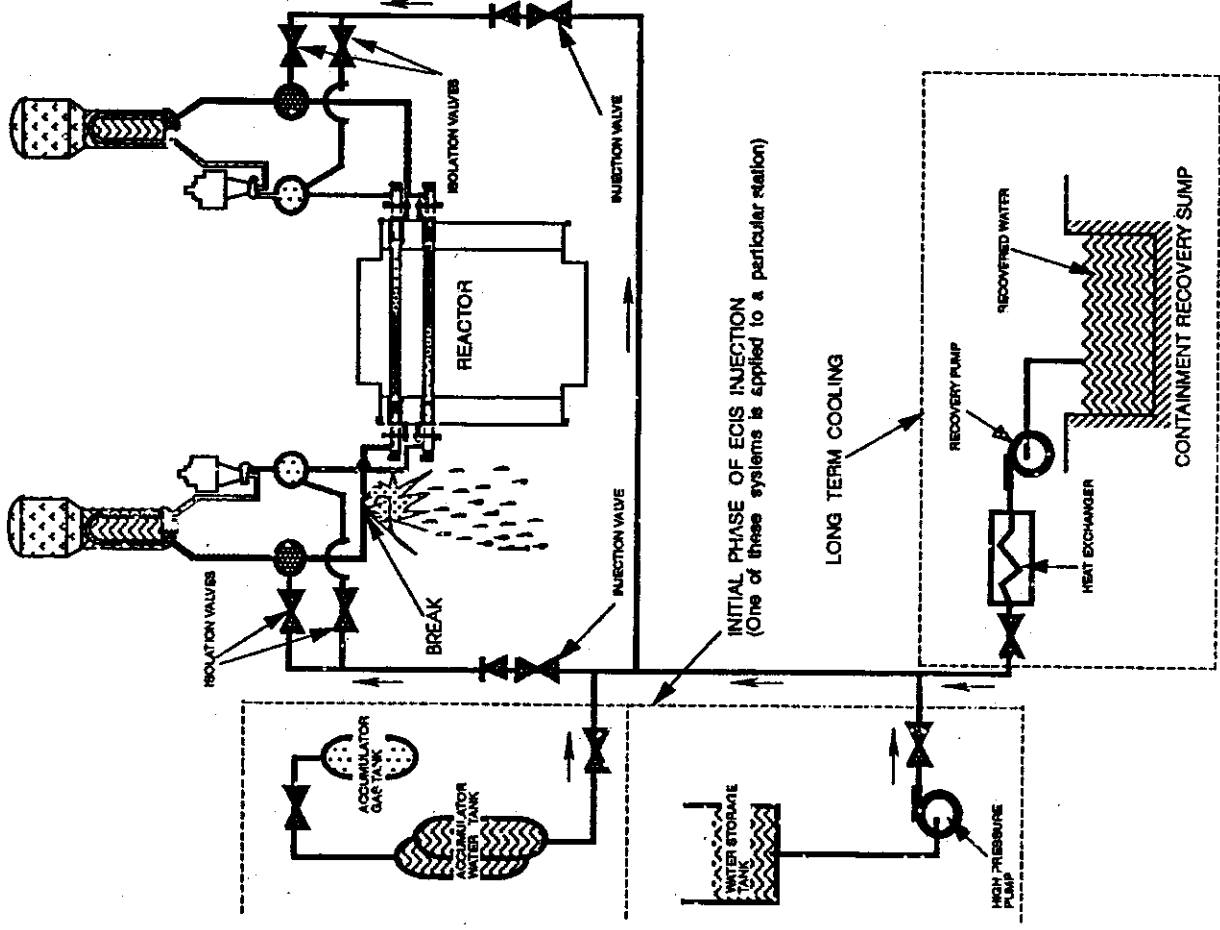 ISOLATION VALVES
ISOLATION VALVES
BREAK
REACTOR
INJECTION VALVE
INJECTION VALVE
ACCUMULATOR
GAS TANK
ACCUMULATOR
WATER TANK
INITIAL PHASE OF ECIS INJECTION
(One of these systems is applied to a particular station)
WATER STORAGE
TANK
HIGH PRESSURE
PUMP
LONG TERM COOLING
RECOVERY PUMP
HEAT EXCHANGER
RECOVERED WATER
CONTAINMENT RECOVERY SUMP